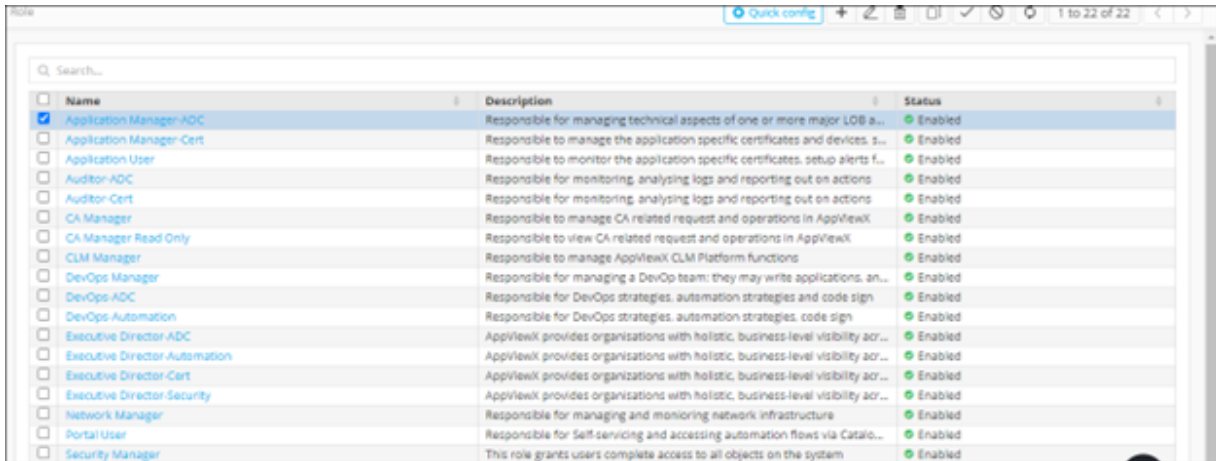 Role
Quick config 1 to 22 of 22
Search...
Name Description Status
Application Manager-ADC Responsible for managing technical aspects of one or more major LOB a... Enabled
Application Manager-Cert Responsible to manage the application specific certificates and devices, s... Enabled
Application User Responsible to monitor the application specific certificates, setup alerts f... Enabled
Auditor-ADC Responsible for monitoring, analysing logs and reporting out on actions Enabled
Auditor-Cert Responsible for monitoring, analysing logs and reporting out on actions Enabled
CA Manager Responsible to manage CA related request and operations in AppViewX Enabled
CA Manager Read Only Responsible to view CA related request and operations in AppViewX Enabled
CLM Manager Responsible to manage AppViewX CLM Platform functions Enabled
DevOps Manager Responsible for managing a DevOp team: they may write applications, an... Enabled
DevOps-ADC Responsible for DevOps strategies, automation strategies and code sign Enabled
DevOps-Automation Responsible for DevOps strategies, automation strategies, code sign Enabled
Executive Director-ADC AppViewX provides organisations with holistic, business-level visibility acr... Enabled
Executive Director-Automation AppViewX provides organisations with holistic, business-level visibility acr... Enabled
Executive Director-Cert AppViewX provides organizations with holistic, business-level visibility acr... Enabled
Executive Director-Security AppViewX provides organisations with holistic, business-level visibility acr... Enabled
Network Manager Responsible for managing and monioring network infrastructure Enabled
Portal User Responsible for Self-servicing and accessing automation flows via Catalo... Enabled
Security Manager This role grants users complete access to all objects on the system Enabled